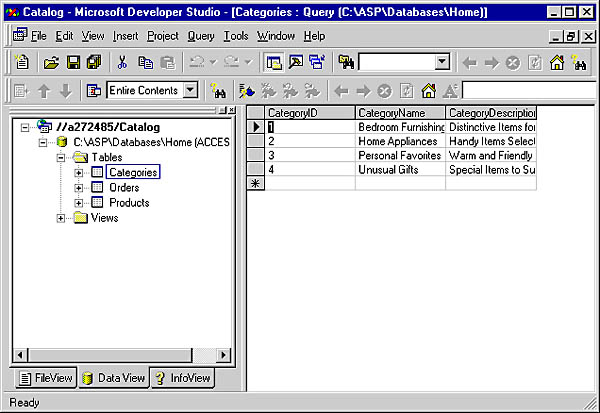 Catalog - Microsoft Developer Studio - [Categories : Query (C:\ASP\Databases\Home)]
File Edit View Insert Project Query Tools Window Help
Entire Contents
//a272485/Catalog
C:\ASP\Databases\Home (ACCES
Tables
Categories
Orders
Products
Views
FileView Data View InfoView
CategoryID CategoryName CategoryDescription
1 Bedroom Furnishing Distinctive Items for
2 Home Appliances Handy Items Select
3 Personal Favorites Warm and Friendly
4 Unusual Gifts Special Items to Su
Ready